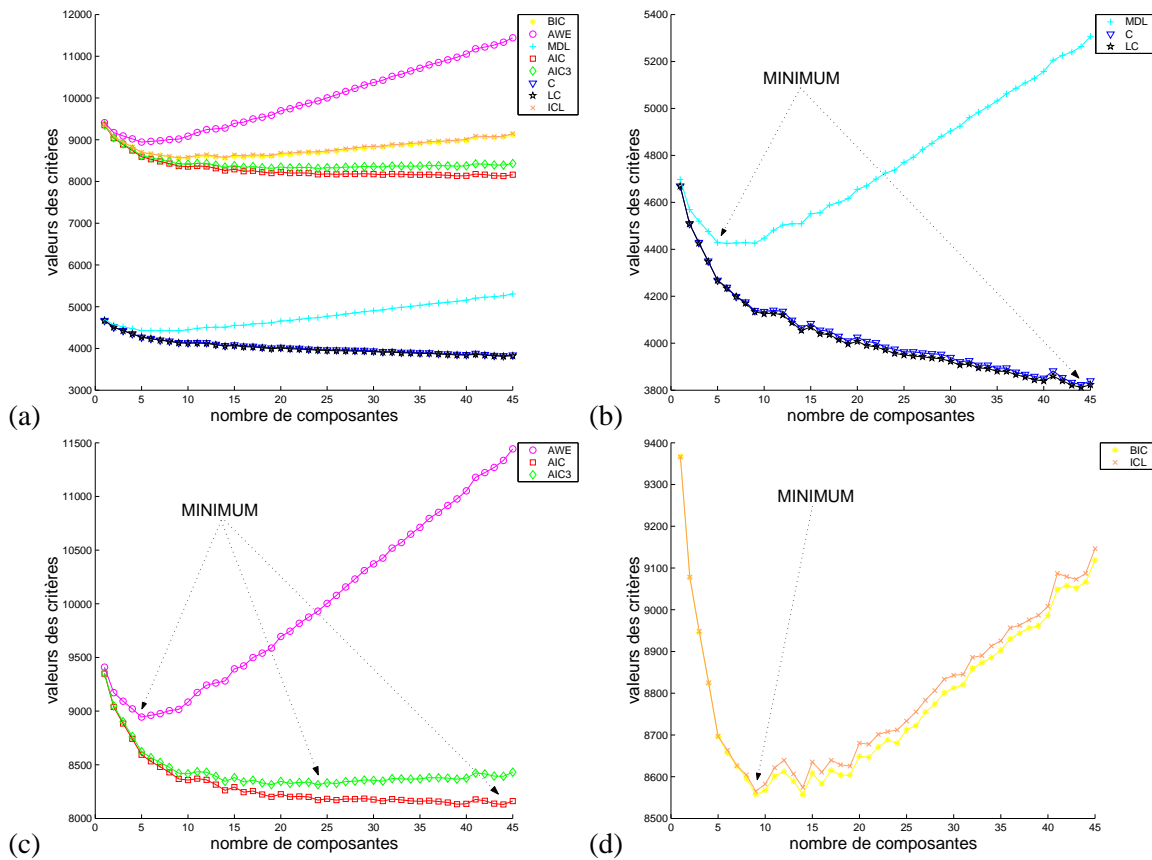 12000
11000
10000
9000
8000
7000
6000
5000
4000
3000
valeurs des critères
0 5 10 15 20 25 30 35 40 45
nombre de composantes
BIC
AWE
MDL
AIC
AIC3
C
LC
ICL
(a)
5400
5200
5000
4800
4600
4400
4200
4000
3800
valeurs des critères
0 5 10 15 20 25 30 35 40 45
nombre de composantes
MINIMUM
MDL
C
LC
(b)
11500
11000
10500
10000
9500
9000
8500
8000
valeurs des critères
0 5 10 15 20 25 30 35 40 45
nombre de composantes
MINIMUM
AWE
AIC
AIC3
(c)
9400
9300
9200
9100
9000
8900
8800
8700
8600
8500
valeurs des critères
0 5 10 15 20 25 30 35 40 45
nombre de composantes
MINIMUM
BIC
ICL
(d)